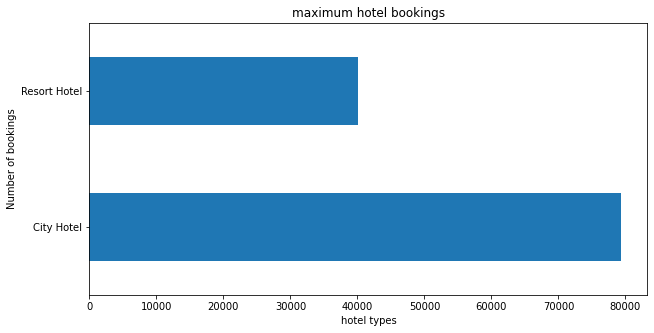 maximum hotel bookings
Number of bookings
Resort Hotel
City Hotel
0 10000 20000 30000 40000 50000 60000 70000 80000
hotel types